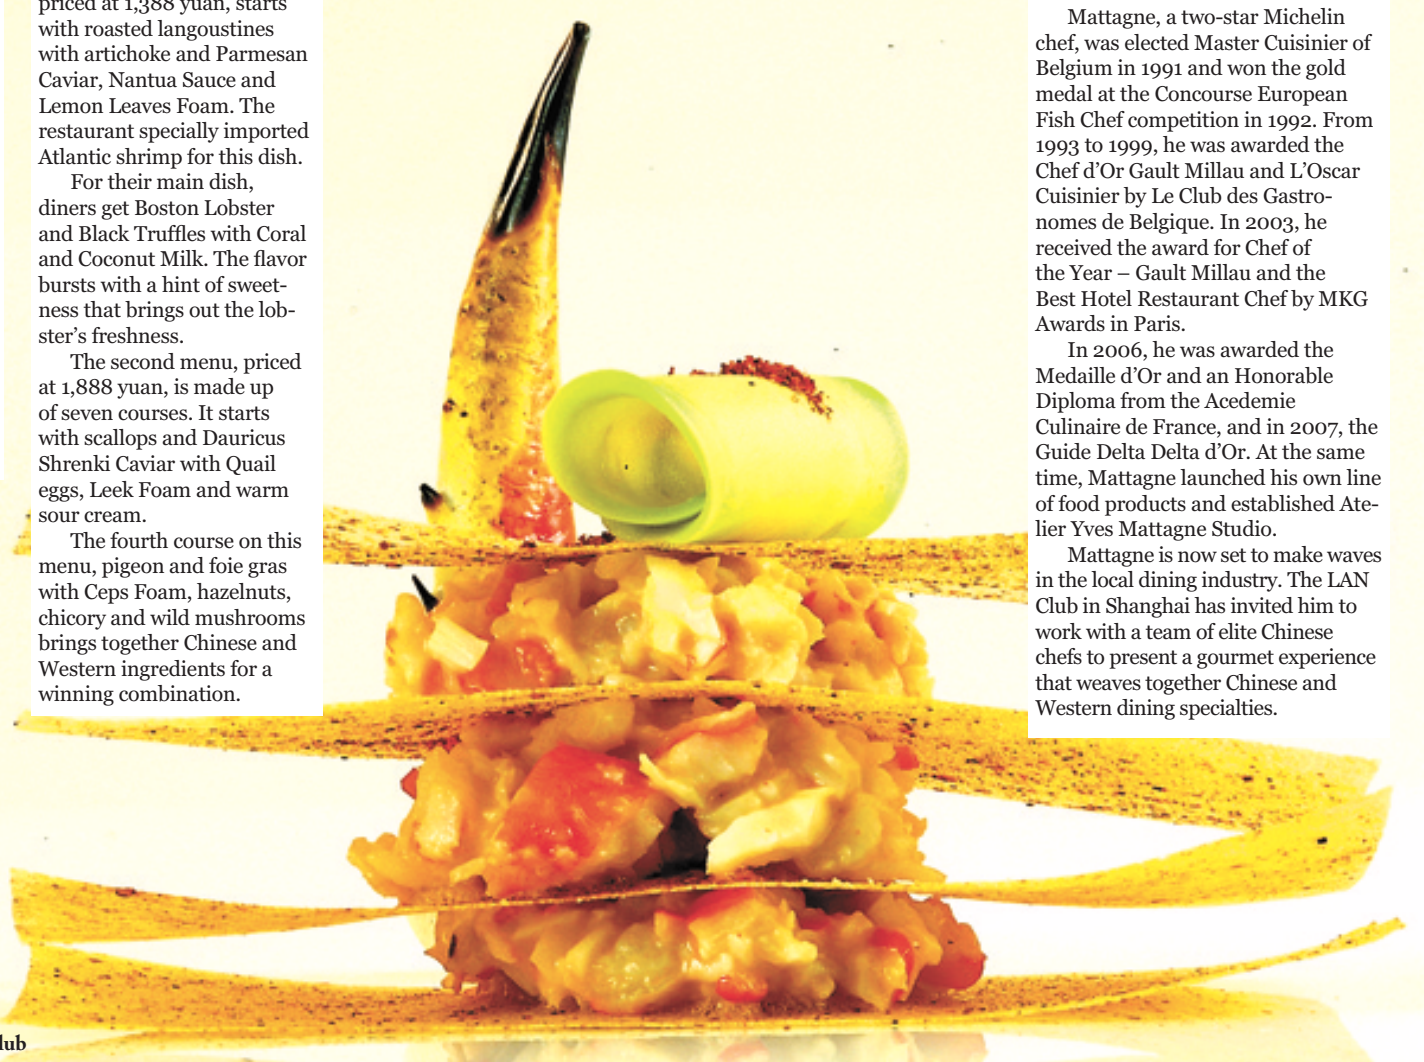 priced at 1,388 yuan, starts
with roasted langoustines
with artichoke and Parmesan
Caviar, Nantua Sauce and
Lemon Leaves Foam. The
restaurant specially imported
Atlantic shrimp for this dish.
For their main dish,
diners get Boston Lobster
and Black Truffles with Coral
and Coconut Milk. The flavor
bursts with a hint of sweet-
ness that brings out the lob-
ster’s freshness.
The second menu, priced
at 1,888 yuan, is made up
of seven courses. It starts
with scallops and Dauricus
Shrenki Caviar with Quail
eggs, Leek Foam and warm
sour cream.
The fourth course on this
menu, pigeon and foie gras
with Ceps Foam, hazelnuts,
chicory and wild mushrooms
brings together Chinese and
Western ingredients for a
winning combination.
Mattagne, a two-star Michelin
chef, was elected Master Cuisinier of
Belgium in 1991 and won the gold
medal at the Concourse European
Fish Chef competition in 1992. From
1993 to 1999, he was awarded the
Chef d’Or Gault Millau and L’Oscar
Cuisinier by Le Club des Gastro-
nomes de Belgique. In 2003, he
received the award for Chef of
the Year – Gault Millau and the
Best Hotel Restaurant Chef by MKG
Awards in Paris.
In 2006, he was awarded the
Medaille d’Or and an Honorable
Diploma from the Acedemie
Culinaire de France, and in 2007, the
Guide Delta Delta d’Or. At the same
time, Mattagne launched his own line
of food products and established Ate-
lier Yves Mattagne Studio.
Mattagne is now set to make waves
in the local dining industry. The LAN
Club in Shanghai has invited him to
work with a team of elite Chinese
chefs to present a gourmet experience
that weaves together Chinese and
Western dining specialties.
lub